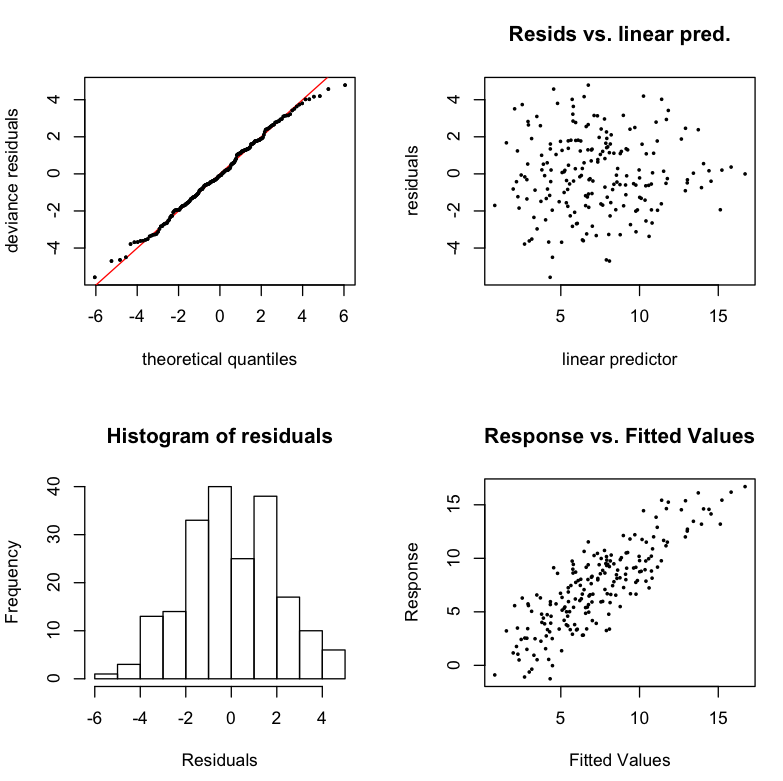 deviance residuals
4
2
0
-2
-4
-6 -4 -2 0 2 4 6
theoretical quantiles
Resids vs. linear pred.
residuals
4
2
0
-2
-4
5 10 15
linear predictor
Histogram of residuals
Frequency
40
30
20
10
0
-6 -4 -2 0 2 4
Residuals
Response vs. Fitted Values
Response
15
10
5
0
5 10 15
Fitted Values